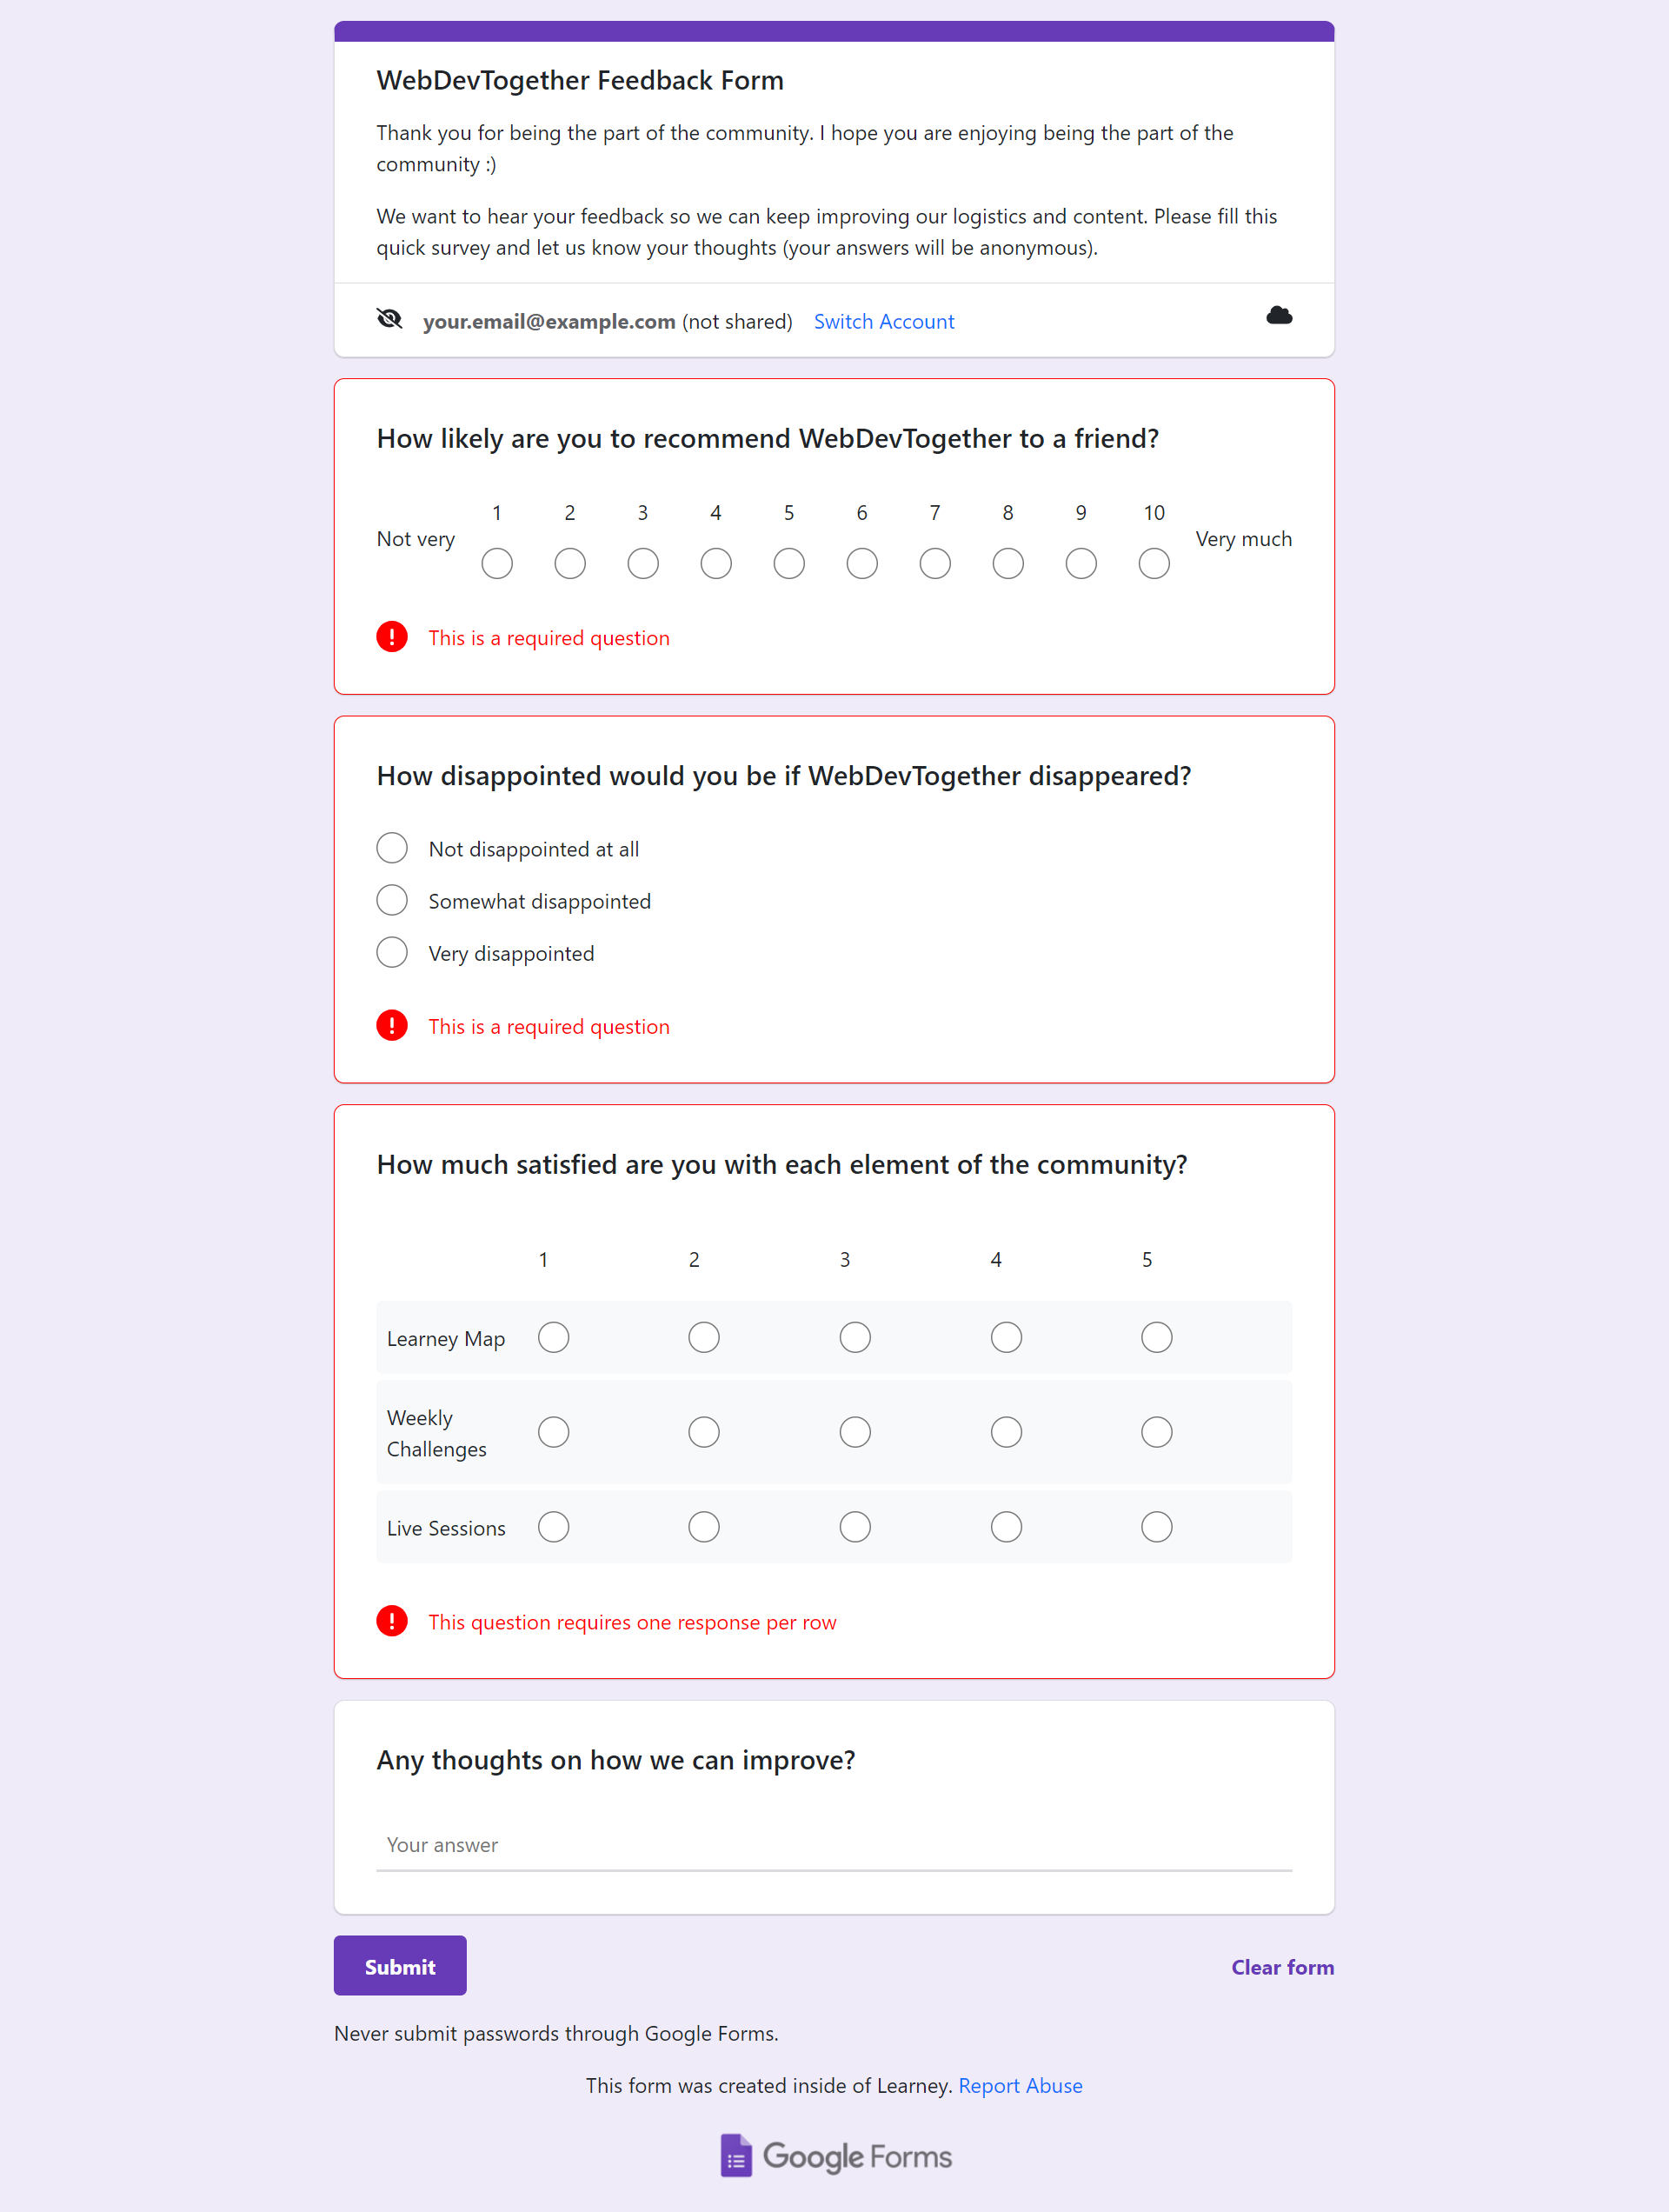 WebDevTogether Feedback Form
Thank you for being the part of the community. I hope you are enjoying being the part of the
community :)
We want to hear your feedback so we can keep improving our logistics and content. Please fill this
quick survey and let us know your thoughts (your answers will be anonymous).
your.email@example.com (not shared) Switch Account
How likely are you to recommend WebDevTogether to a friend?
1 2 3 4 5 6 7 8 9 10
Not very Very much
This is a required question
How disappointed would you be if WebDevTogether disappeared?
Not disappointed at all
Somewhat disappointed
Very disappointed
This is a required question
How much satisfied are you with each element of the community?
1 2 3 4 5
Learney Map
Weekly
Challenges
Live Sessions
This question requires one response per row
Any thoughts on how we can improve?
Your answer
Submit Clear form
Never submit passwords through Google Forms.
This form was created inside of Learney. Report Abuse
Google Forms